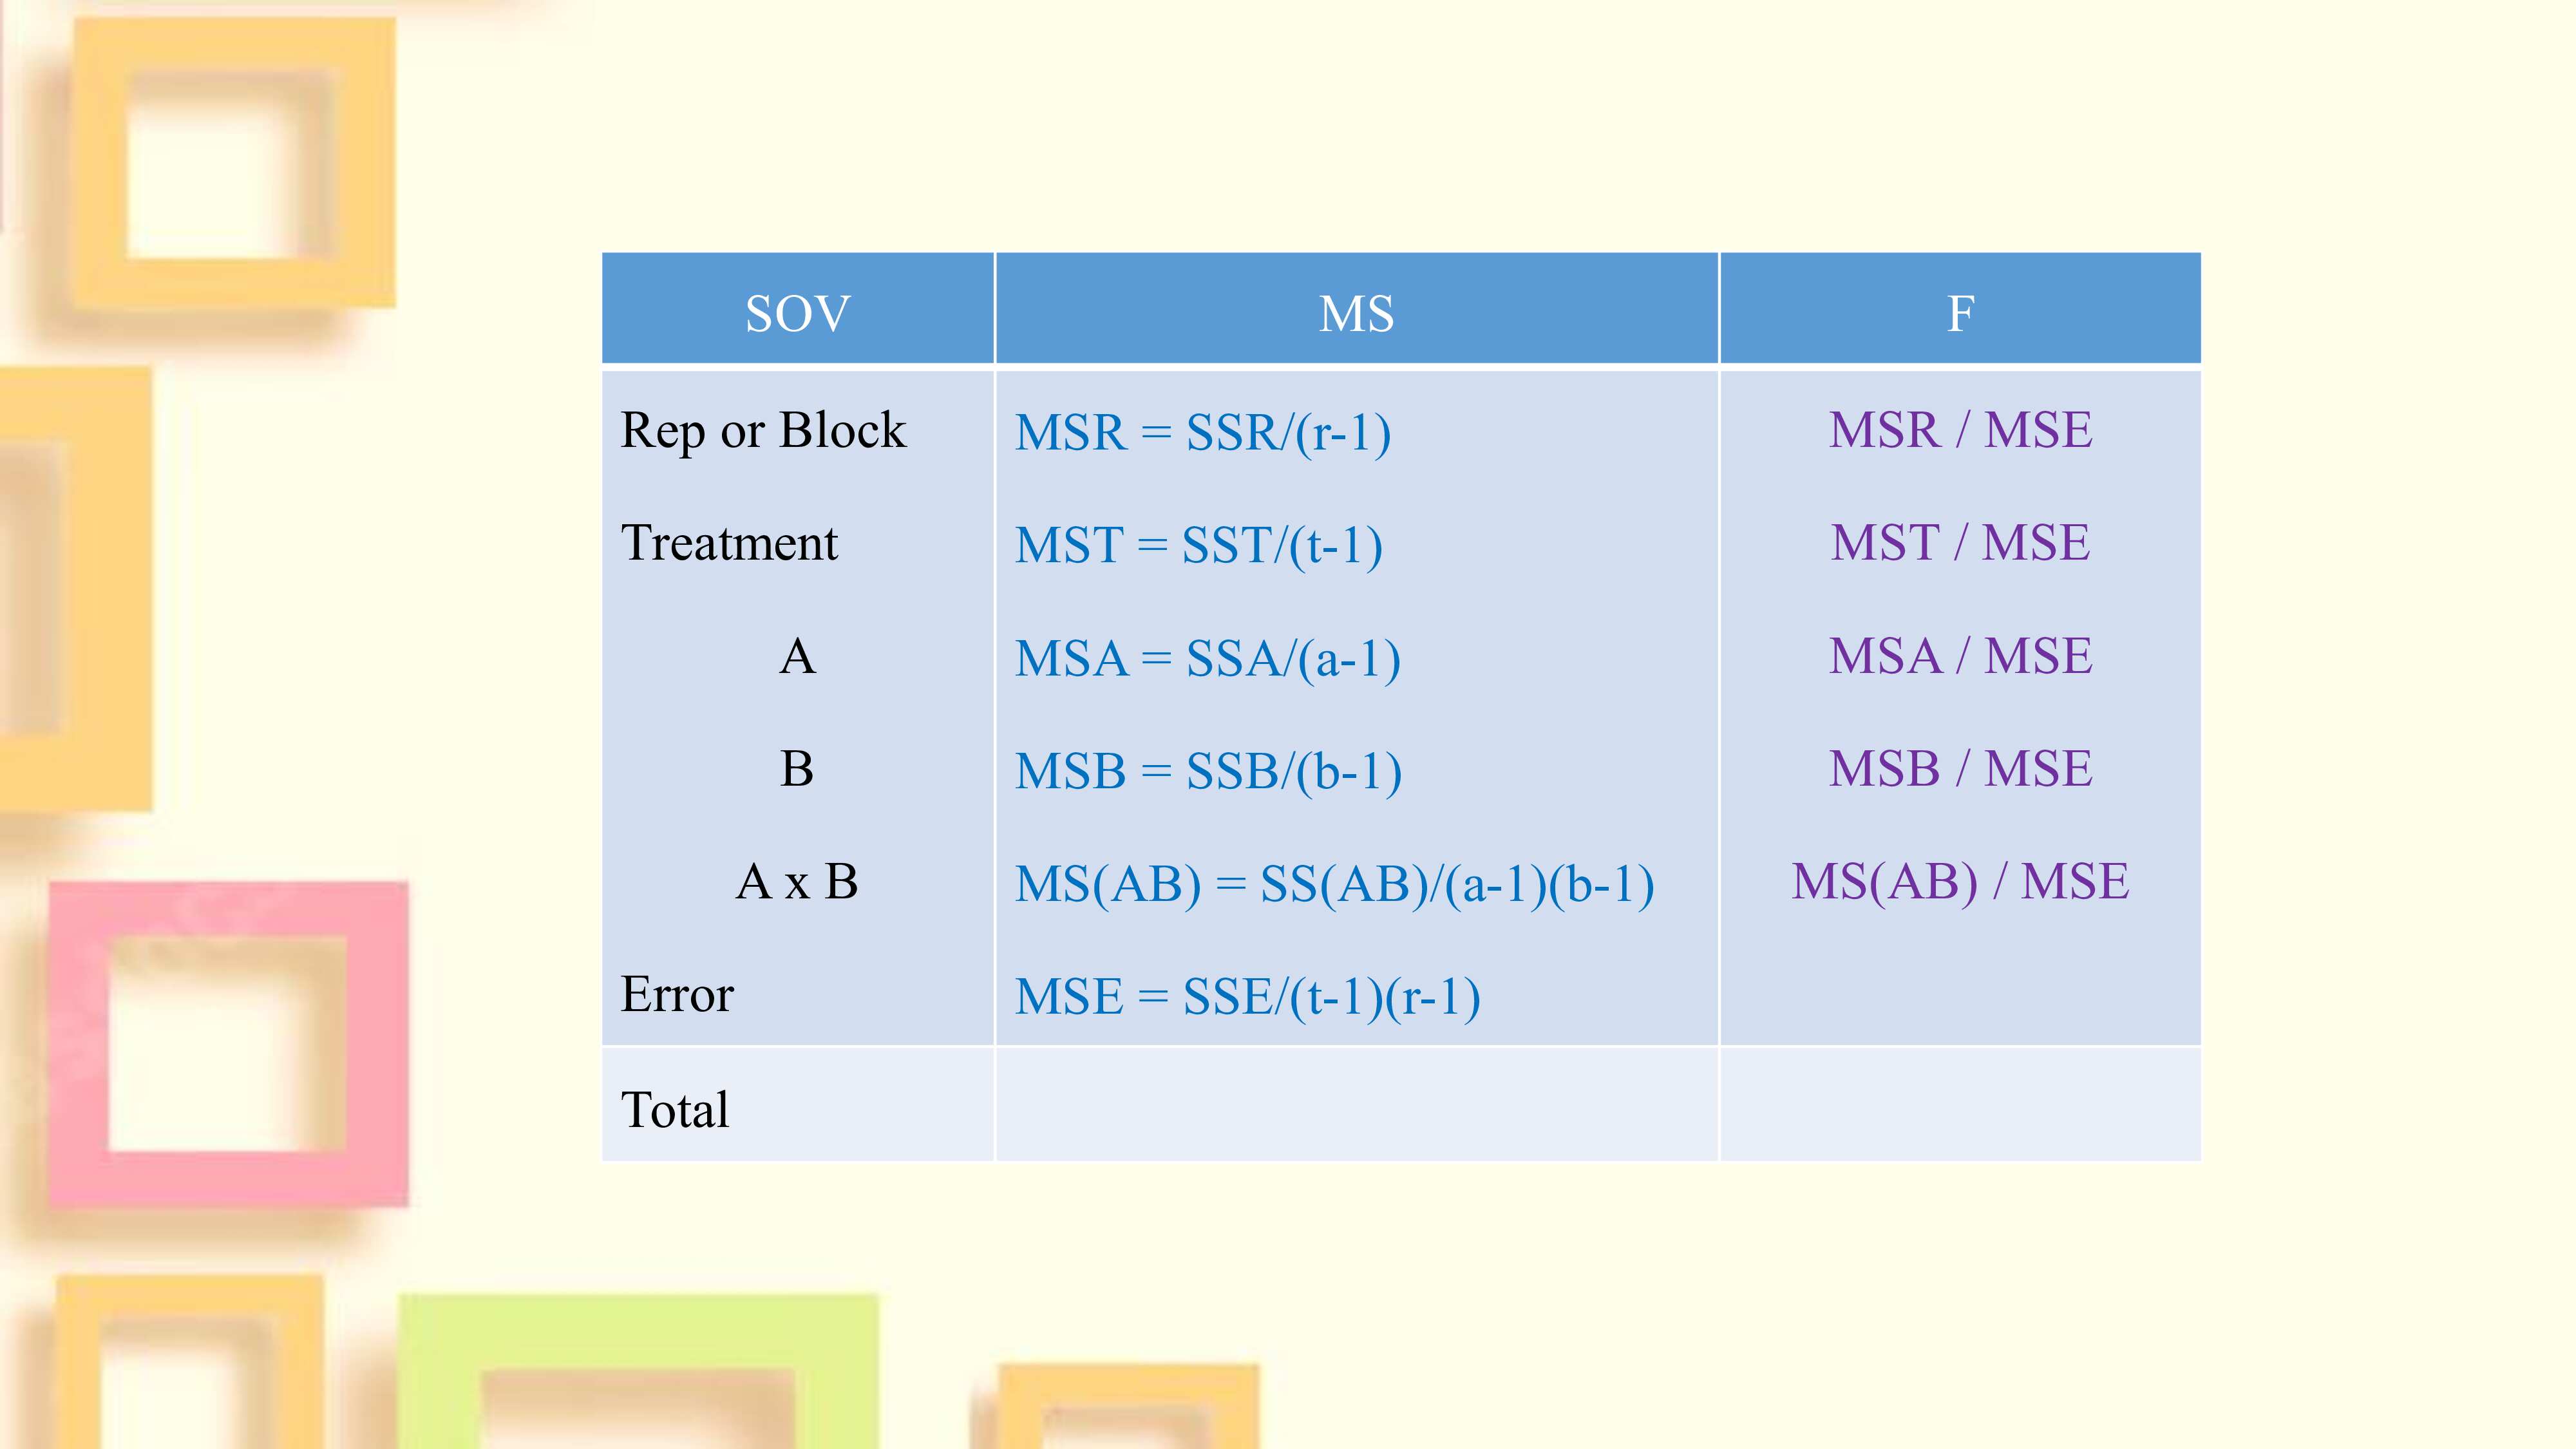 SOV MS F
Rep or Block MSR = SSR/(r-1) MSR / MSE
Treatment MST = SST/(t-1) MST / MSE
A MSA = SSA/(a-1) MSA / MSE
B MSB = SSB/(b-1) MSB / MSE
A x B MS(AB) = SS(AB)/(a-1)(b-1) MS(AB) / MSE
Error MSE = SSE/(t-1)(r-1)
Total